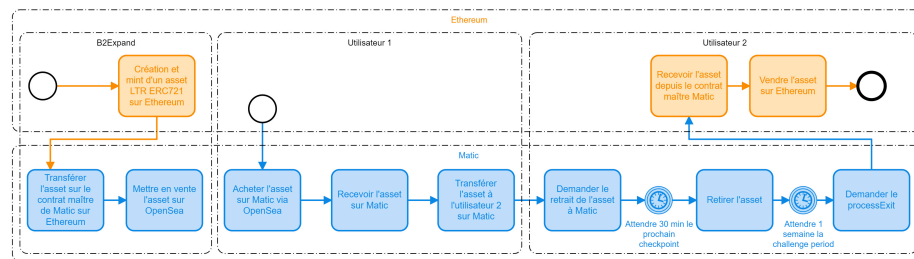 Ethereum
B2Expand
Utilisateur 1
Utilisateur 2
Création et
mint d'un asset
LTR ERC721
sur Ethereum
Recevoir l'asset
depuis le contrat
maître Matic
Vendre l'asset
sur Ethereum
Matic
Transférer
l'asset sur le
contrat maître
de Matic sur
Ethereum
Mettre en vente
l'asset sur
OpenSea
Acheter l'asset
sur Matic via
OpenSea
Recevoir l'asset
sur Matic
Transférer
l'asset à
l'utilisateur 2
sur Matic
Demander le
retrait de l'asset
à Matic
Attendre 30 min le
prochain
checkpoint
Retirer l'asset
Attendre 1
semaine la
challenge period
Demander le
processExit